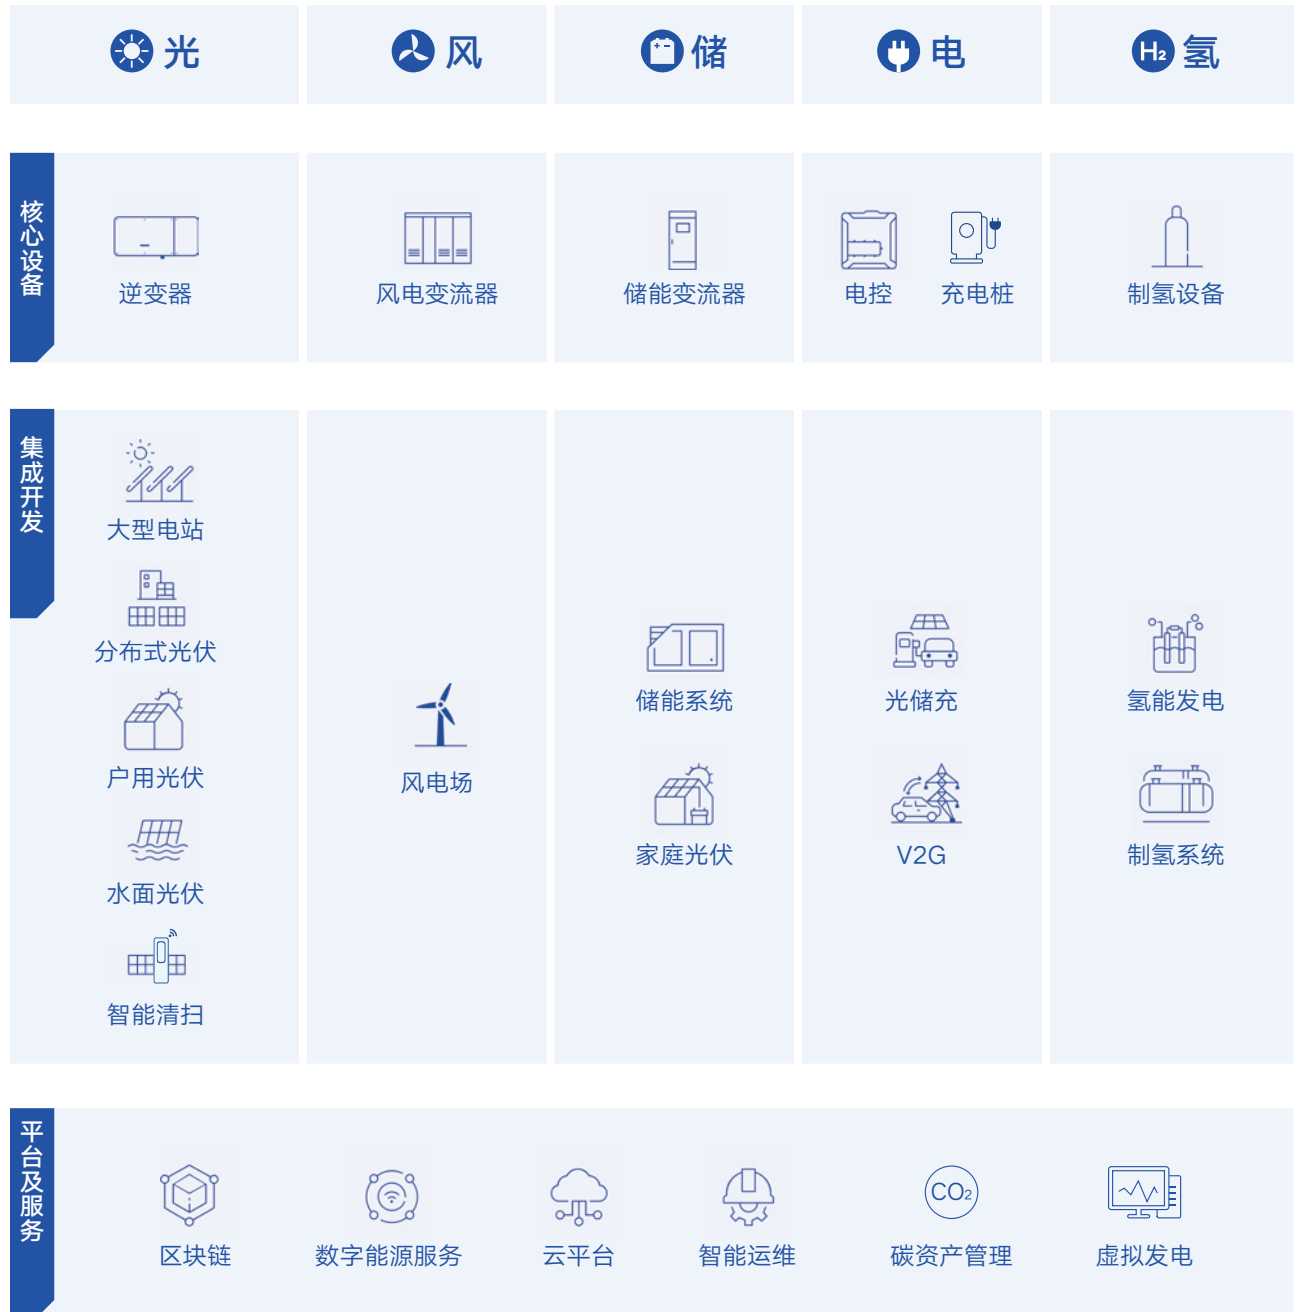 光
风
储
电
H₂ 氢
核心设备
逆变器
风电变流器
储能变流器
电控
充电桩
制氢设备
集成开发
大型电站
分布式光伏
户用光伏
水面光伏
智能清扫
风电场
储能系统
家庭光伏
光储充
V2G
氢能发电
制氢系统
平台及服务
区块链
数字能源服务
云平台
智能运维
CO₂
碳资产管理
虚拟发电